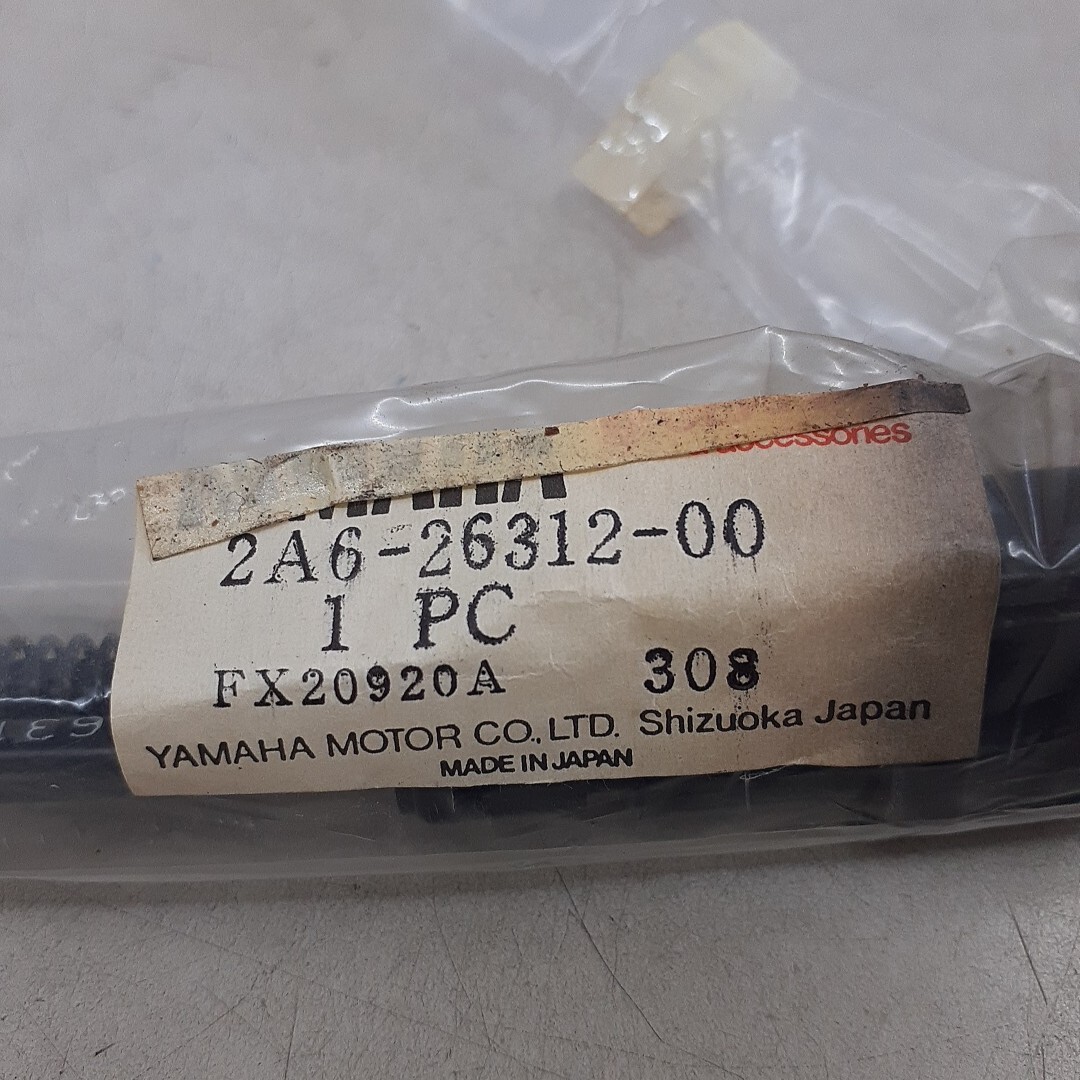 accessories
2A6-26312-00
1 PC
FX20920A 308
YAMAHA MOTOR CO., LTD. Shizuoka Japan
MADE IN JAPAN